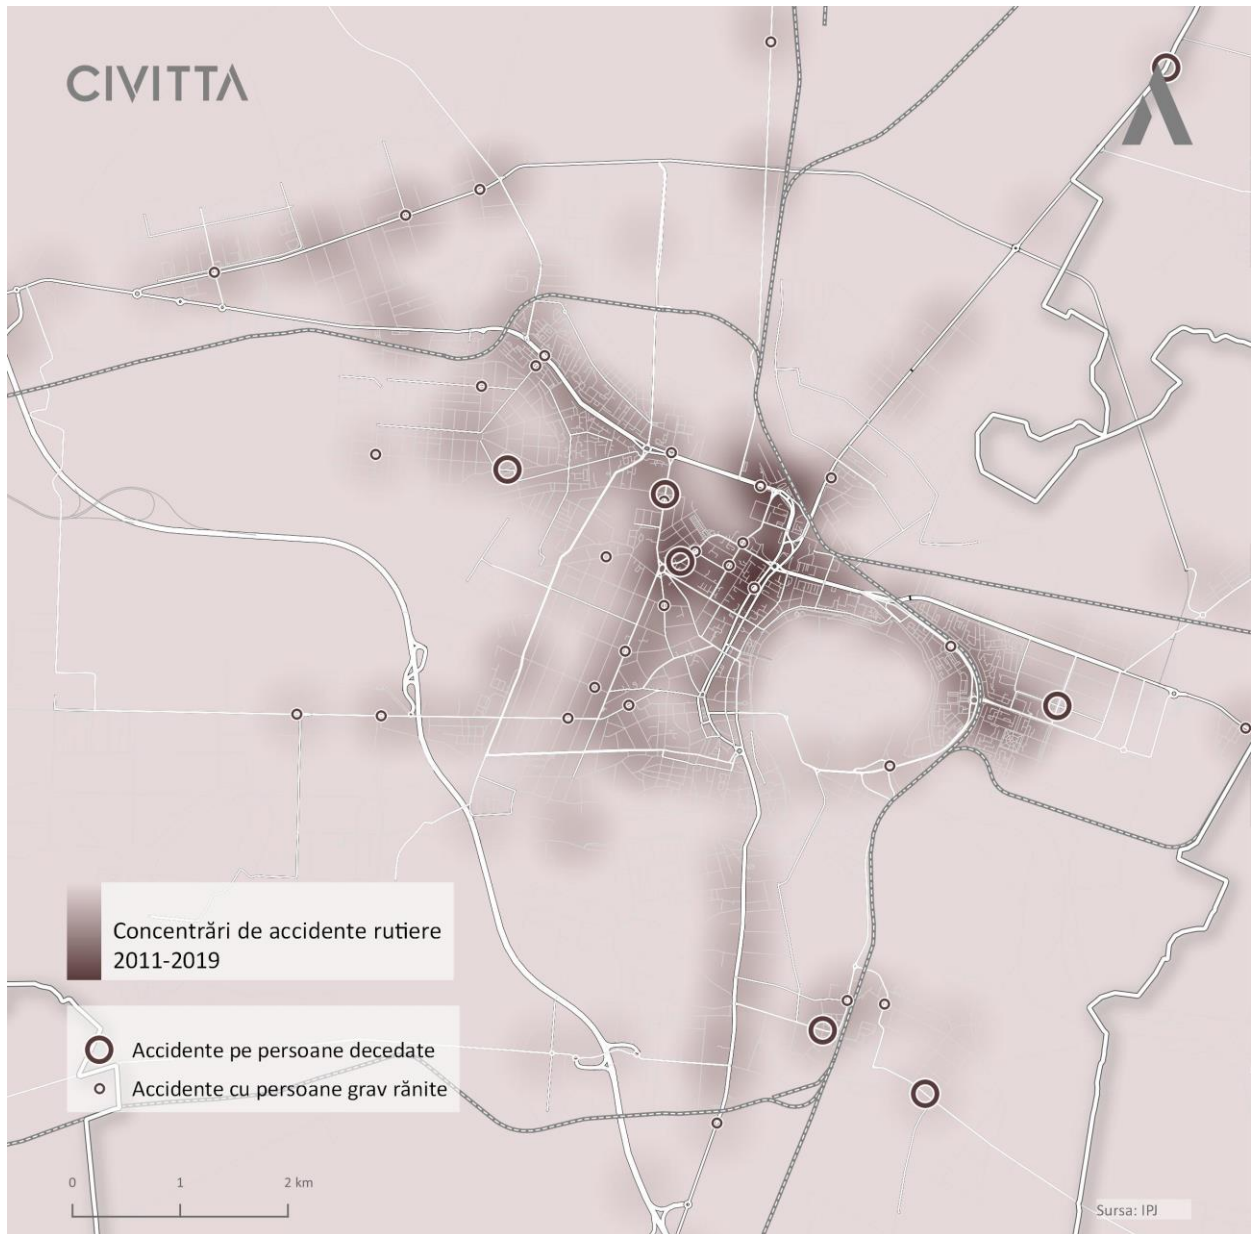 CIVITTA
Concentrări de accidente rutiere
2011-2019
Accidente pe persoane decedate
Accidente cu persoane grav rănite
0 1 2 km
Sursa: IPJ